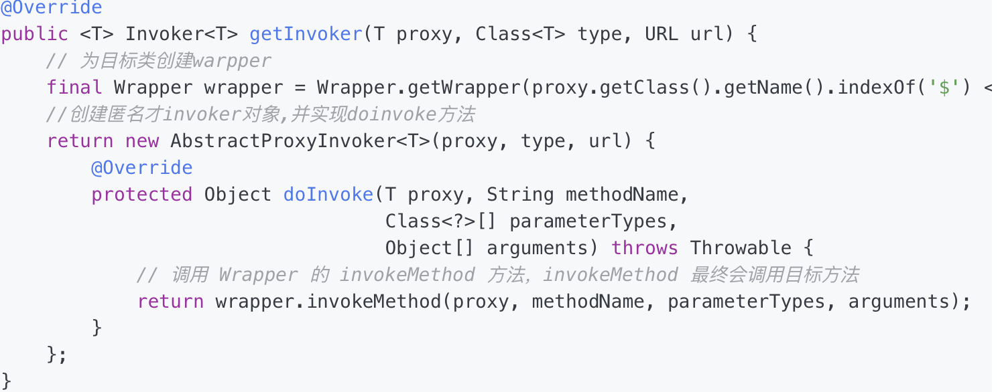 @Override
public <T> Invoker<T> getInvoker(T proxy, Class<T> type, URL url) {
    // 为目标类创建warpper
    final Wrapper wrapper = Wrapper.getWrapper(proxy.getClass().getName().indexOf('$') <
    //创建匿名才invoker对象,并实现doinvoke方法
    return new AbstractProxyInvoker<T>(proxy, type, url) {
        @Override
        protected Object doInvoke(T proxy, String methodName,
                                  Class<?>[] parameterTypes,
                                  Object[] arguments) throws Throwable {
            // 调用 Wrapper 的 invokeMethod 方法，invokeMethod 最终会调用目标方法
            return wrapper.invokeMethod(proxy, methodName, parameterTypes, arguments);
        }
    };
}